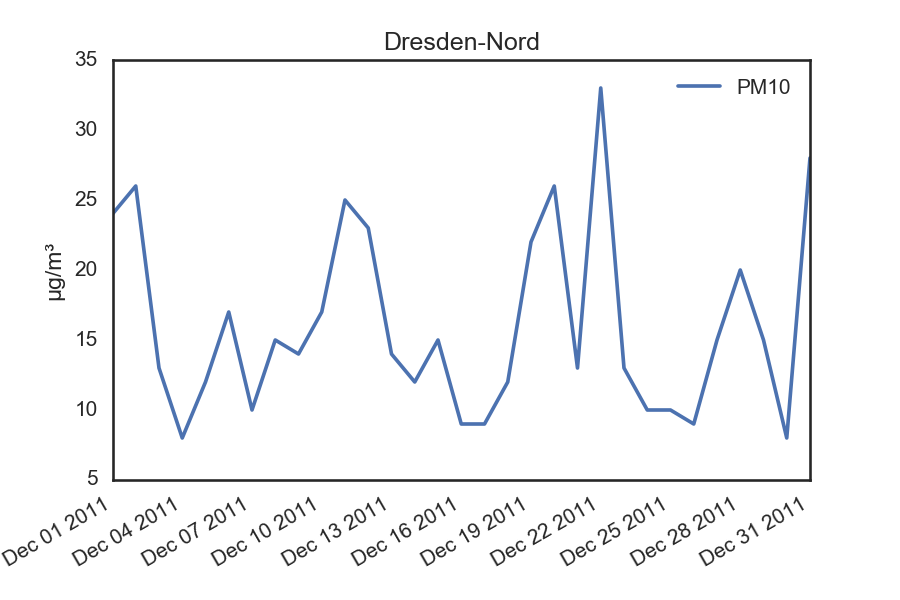 Dresden-Nord
35
30
25
20
15
10
5
µg/m³
PM10
Dec 01 2011
Dec 04 2011
Dec 07 2011
Dec 10 2011
Dec 13 2011
Dec 16 2011
Dec 19 2011
Dec 22 2011
Dec 25 2011
Dec 28 2011
Dec 31 2011